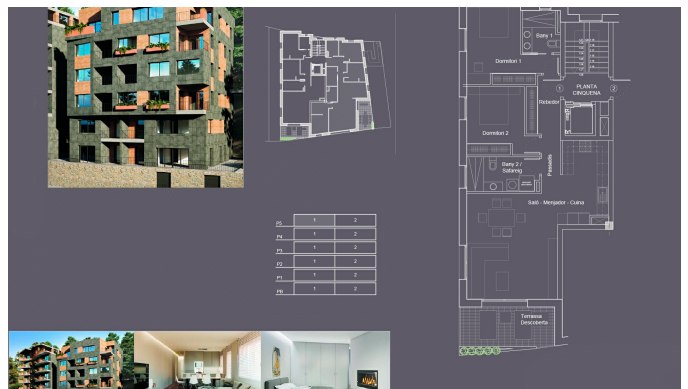 Bany 1
Dormitori 1
PLANTA
CINQUENA
1
2
Rebedor
Dormitori 2
Bany 2 /
Safareig
Passadís
Saló - Menjador - Cuina
Terrassa
Descoberta
P5 1 2
P4 1 2
P3 1 2
P2 1 2
P1 1 2
PB 1 2